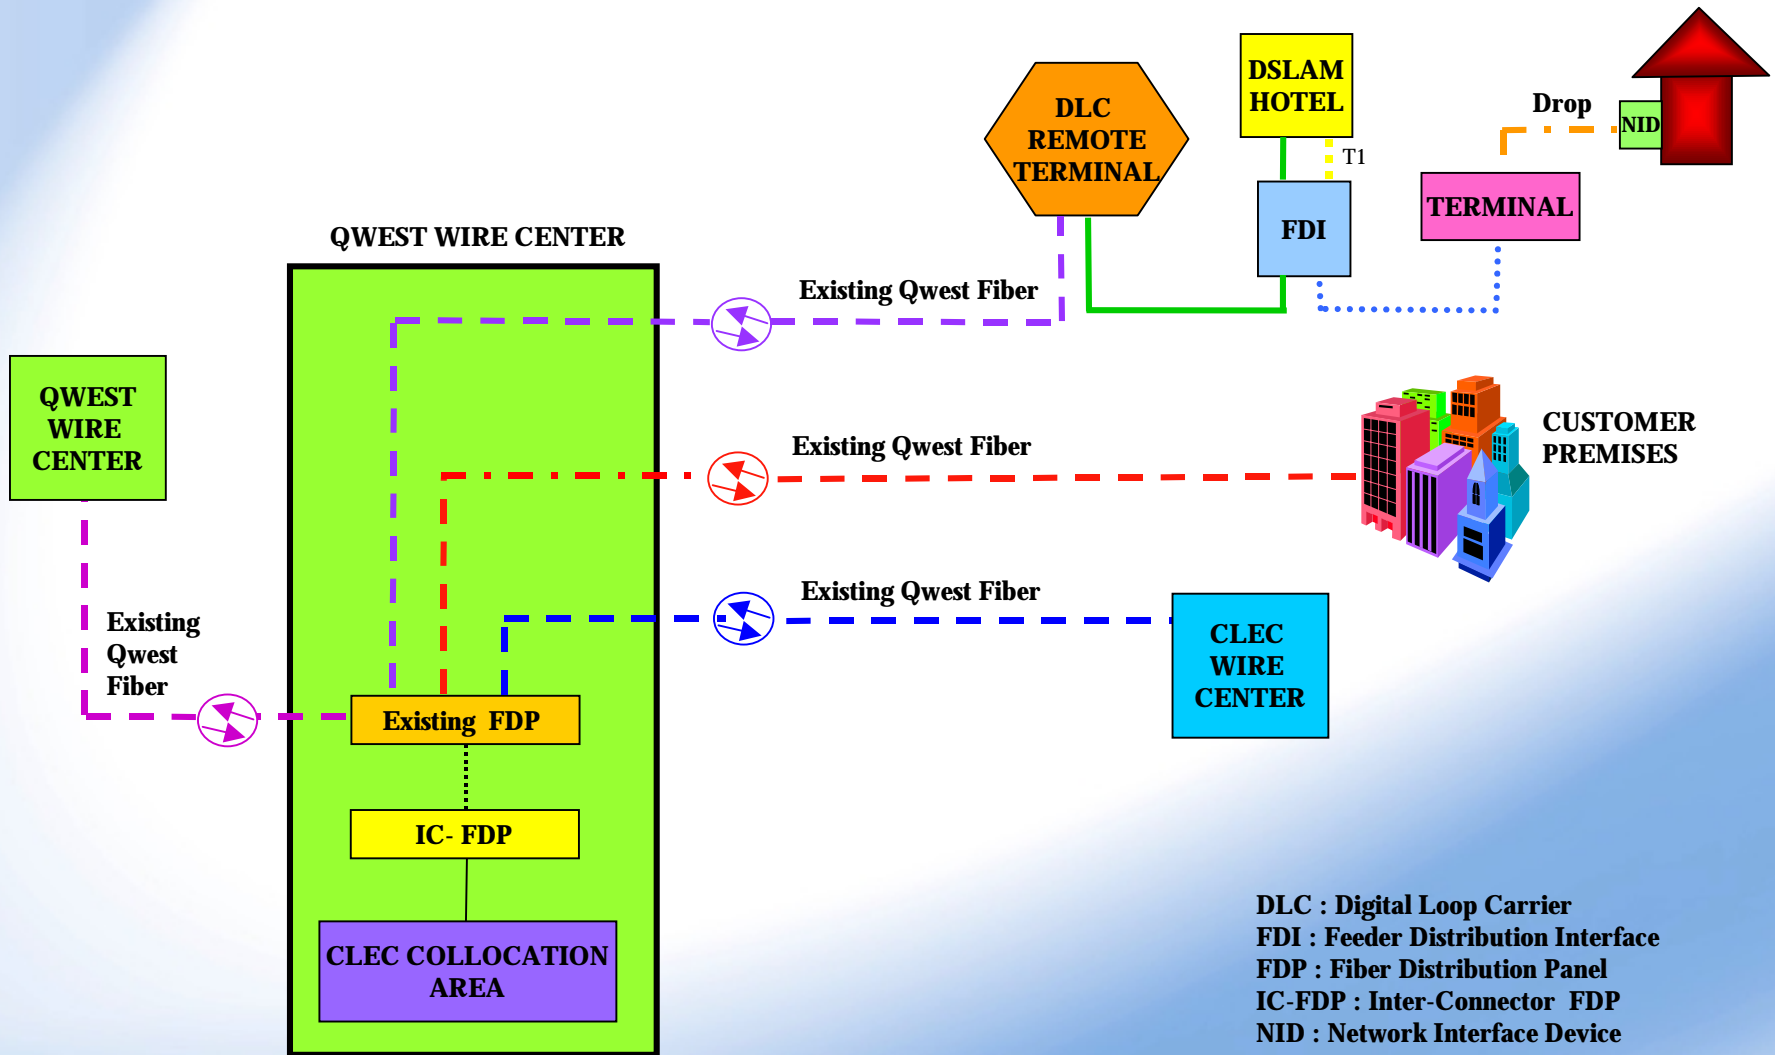 DSLAM
HOTEL
DLC
REMOTE
TERMINAL
Drop
NID
T1
TERMINAL
FDI
QWEST WIRE CENTER
Existing Qwest Fiber
QWEST
WIRE
CENTER
Existing Qwest Fiber
CUSTOMER
PREMISES
Existing Qwest Fiber
CLEC
WIRE
CENTER
Existing
Qwest
Fiber
Existing FDP
IC- FDP
CLEC COLLOCATION
AREA
DLC : Digital Loop Carrier
FDI : Feeder Distribution Interface
FDP : Fiber Distribution Panel
IC-FDP : Inter-Connector FDP
NID : Network Interface Device